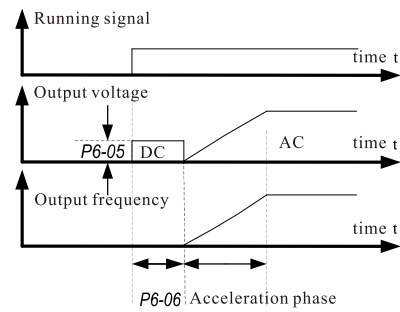 Running signal
time t
Output voltage
P6-05
DC
AC
time t
Output frequency
time t
P6-06
Acceleration phase